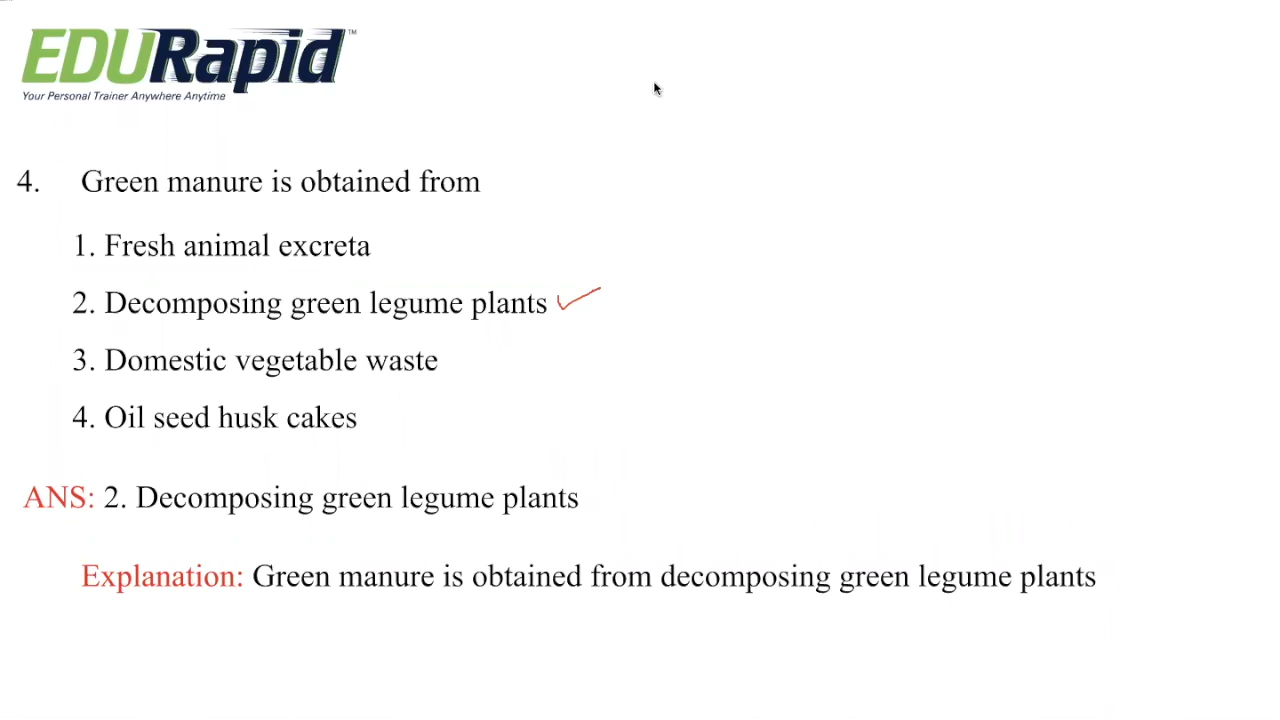 EDURapid™
Your Personal Trainer Anywhere Anytime
4. Green manure is obtained from
1. Fresh animal excreta
2. Decomposing green legume plants
3. Domestic vegetable waste
4. Oil seed husk cakes
ANS: 2. Decomposing green legume plants
Explanation: Green manure is obtained from decomposing green legume plants